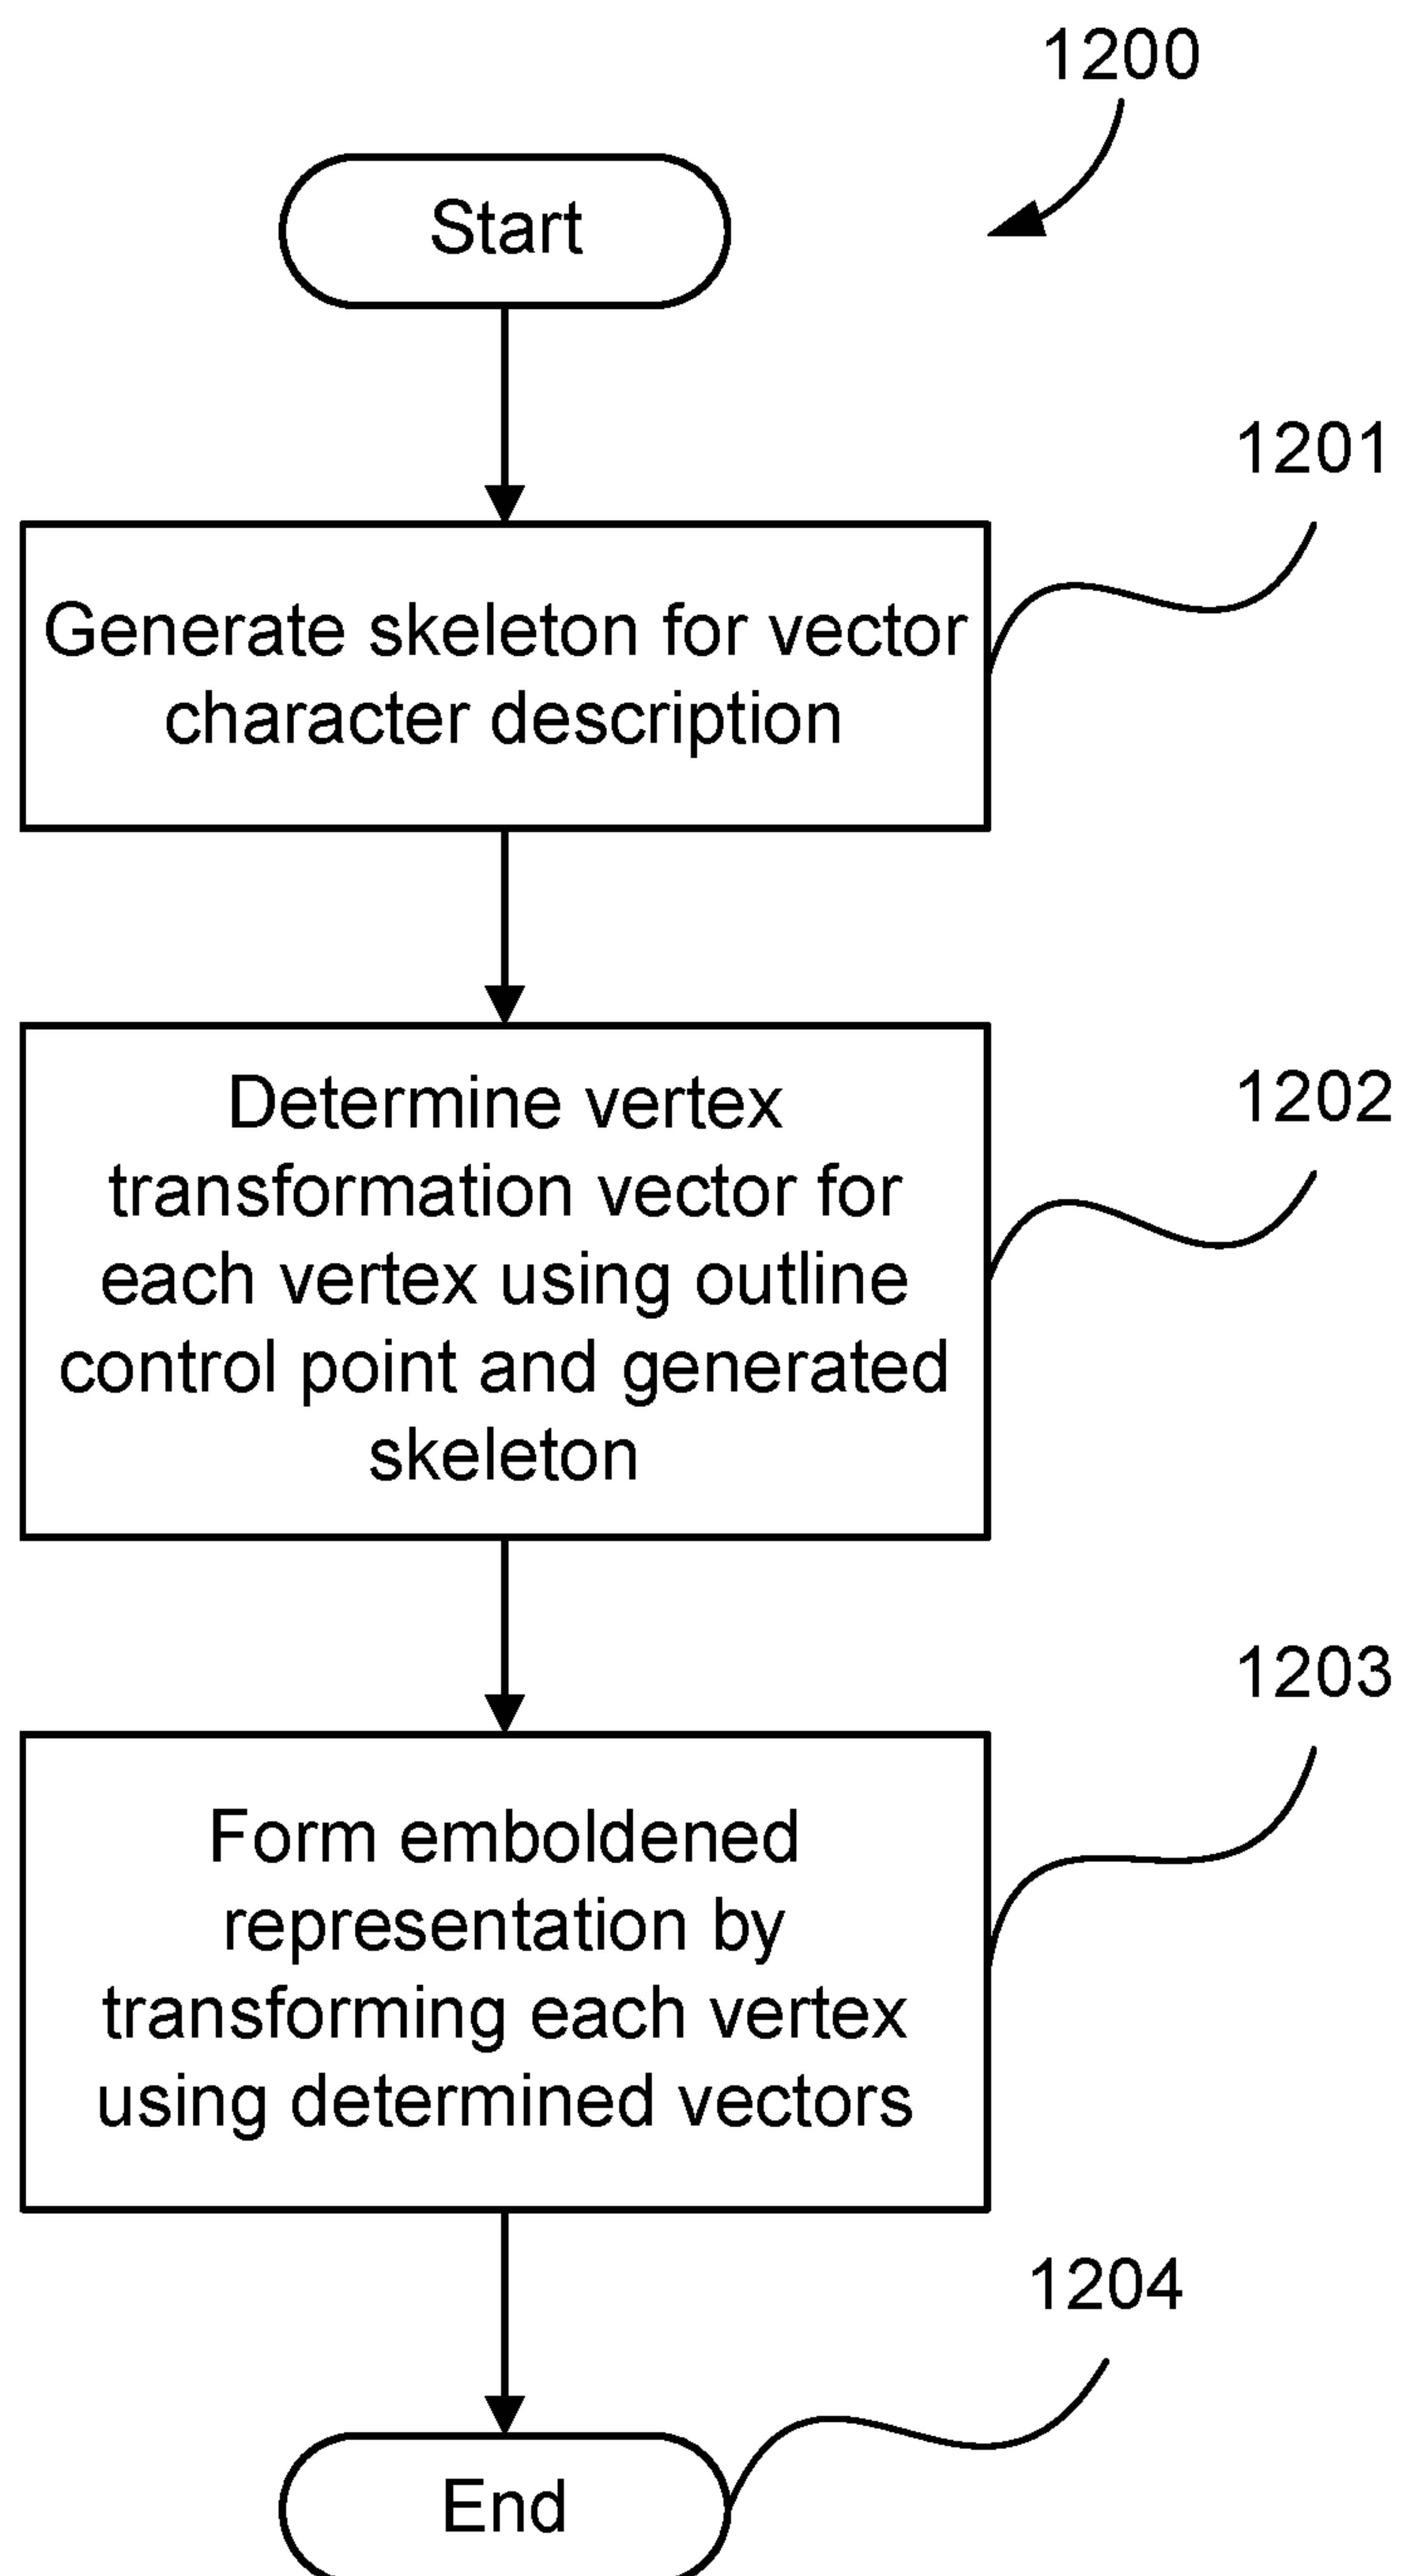 1200
Start
1201
Generate skeleton for vector
character description
1202
Determine vertex
transformation vector for
each vertex using outline
control point and generated
skeleton
1203
Form emboldened
representation by
transforming each vertex
using determined vectors
1204
End